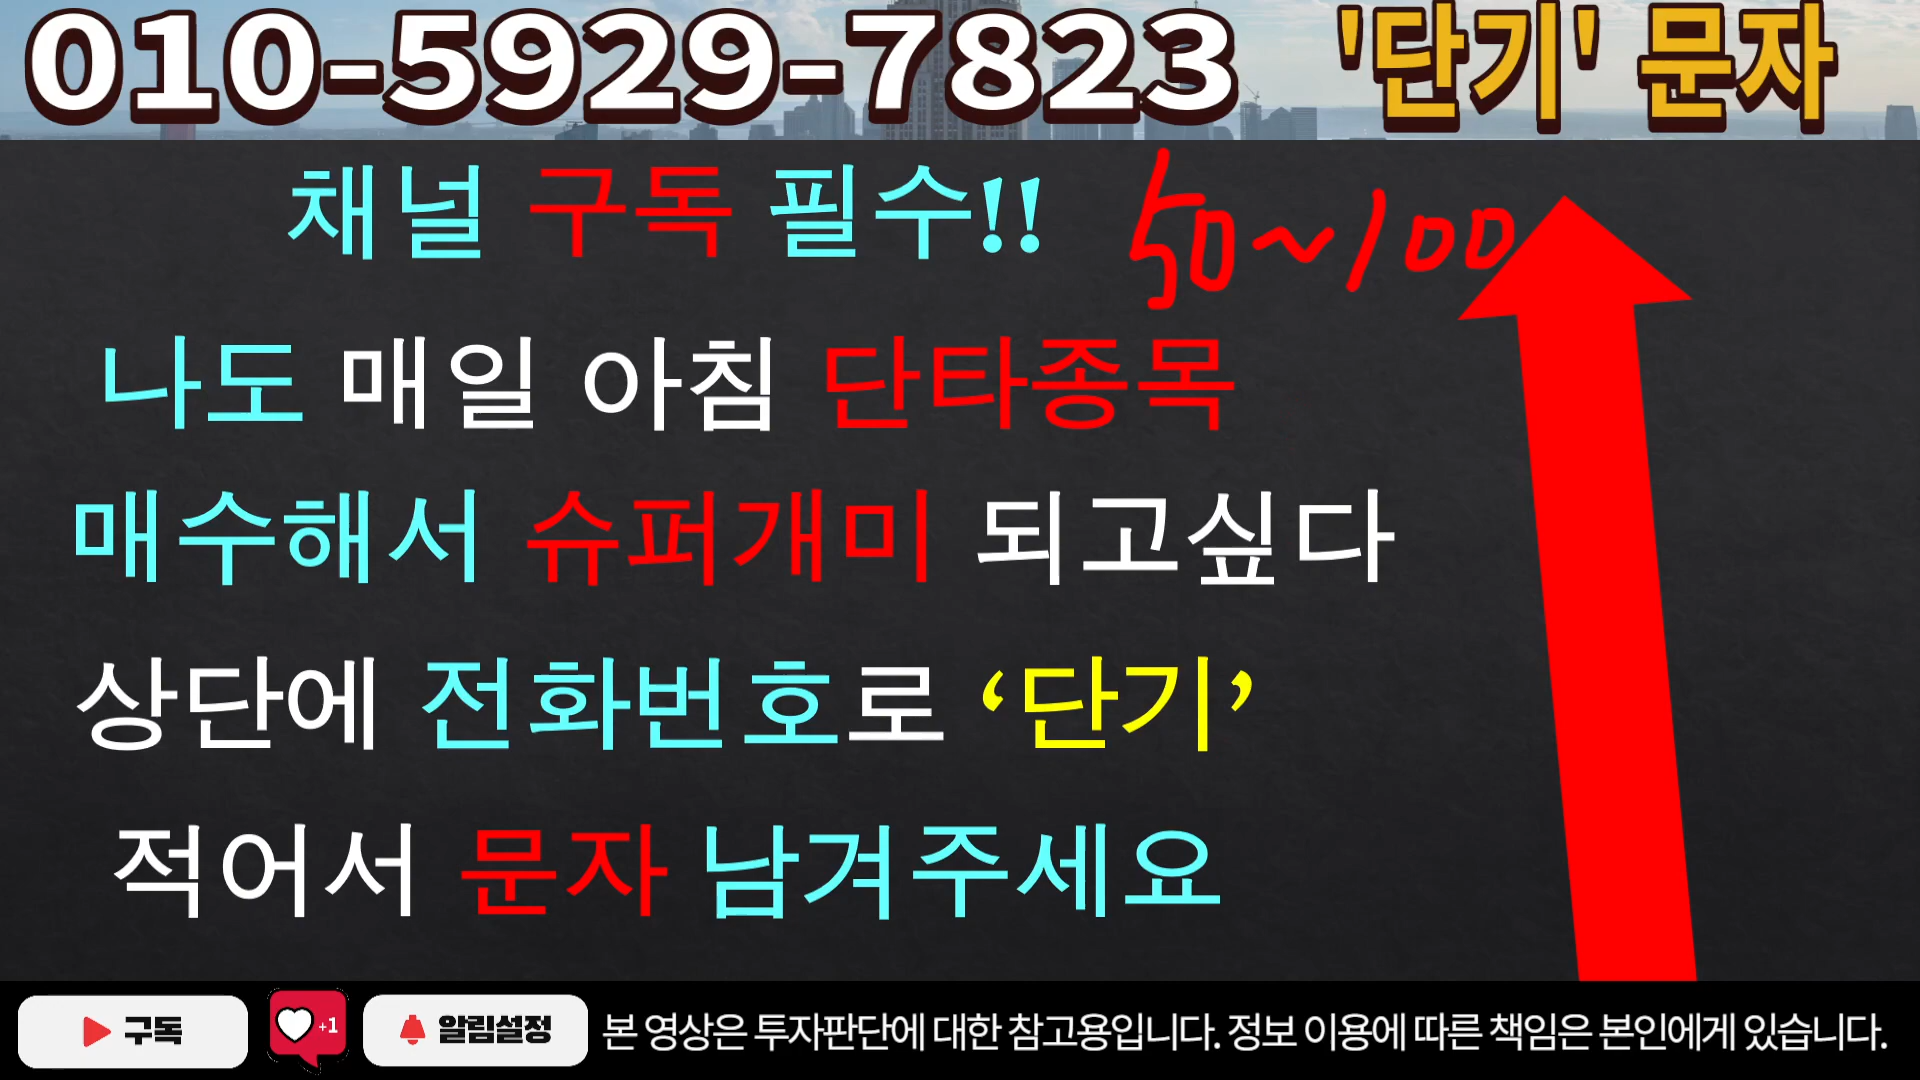 010-5929-7823 '단기' 문자
채널 구독 필수!! 50~100
나도 매일 아침 단타종목
매수해서 슈퍼개미 되고싶다
상단에 전화번호로 ‘단기’
적어서 문자 남겨주세요
구독 +1 알림설정 본 영상은 투자판단에 대한 참고용입니다. 정보 이용에 따른 책임은 본인에게 있습니다.